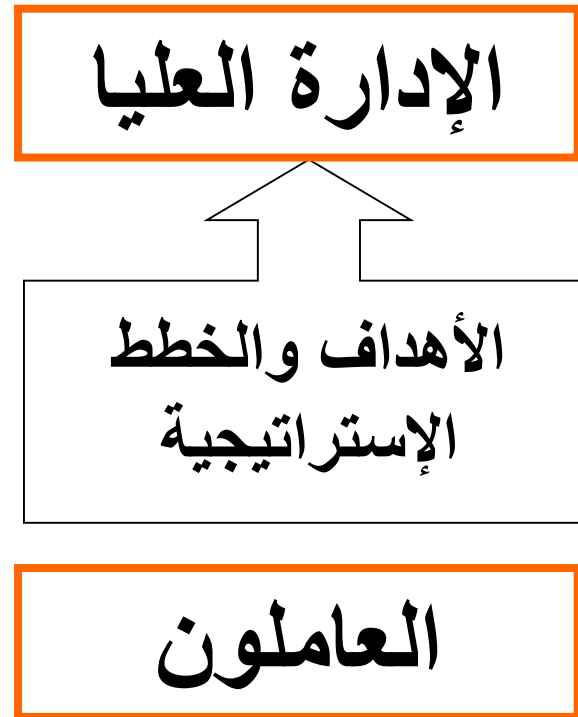 الإدارة العليا
الأهداف والخطط
الإستراتيجية
العاملون